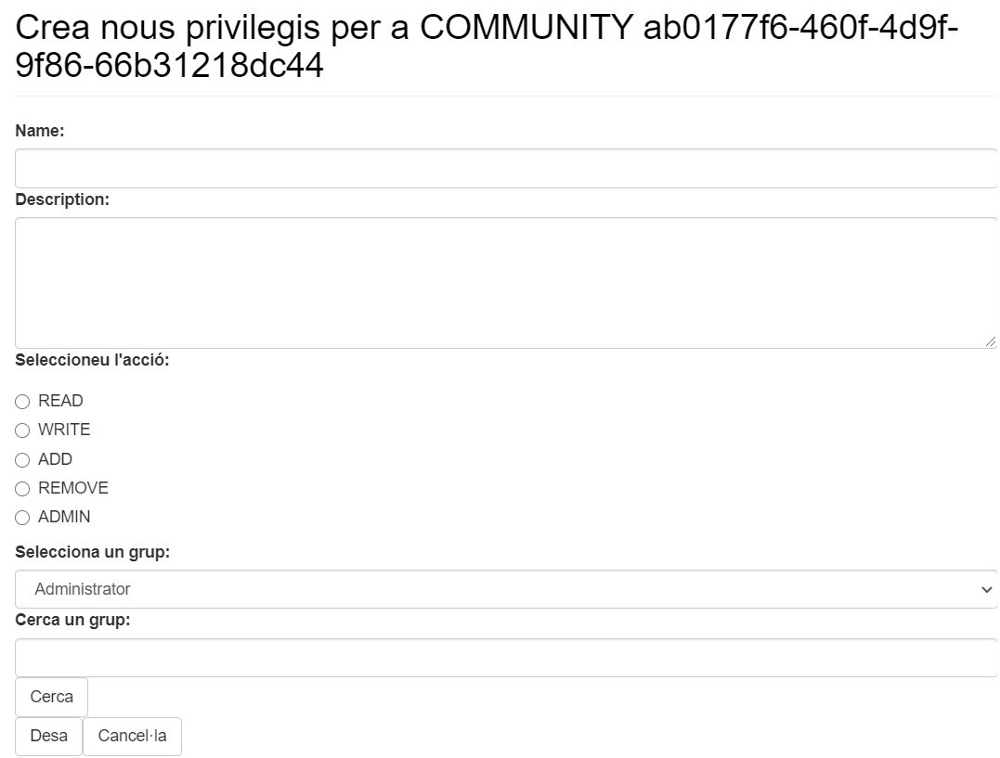 Crea nous privilegis per a COMMUNITY ab0177f6-460f-4d9f-
9f86-66b31218dc44
Name:
Description:
Seleccioneu l'acció:
READ
WRITE
ADD
REMOVE
ADMIN
Selecciona un grup:
Administrator
Cerca un grup:
Cerca
Desa Cancel·la